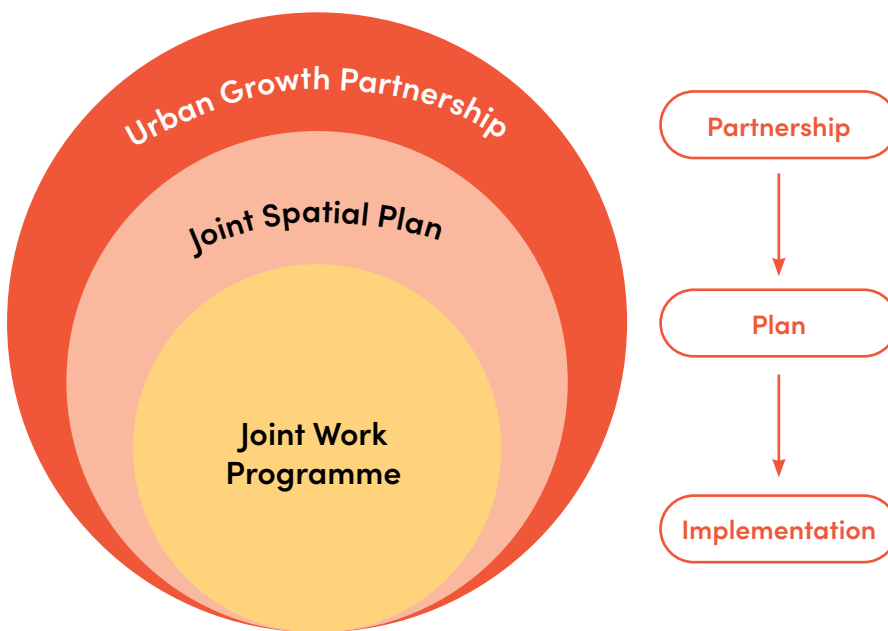 Urban Growth Partnership
Joint Spatial Plan
Joint Work
Programme
Partnership
Plan
Implementation